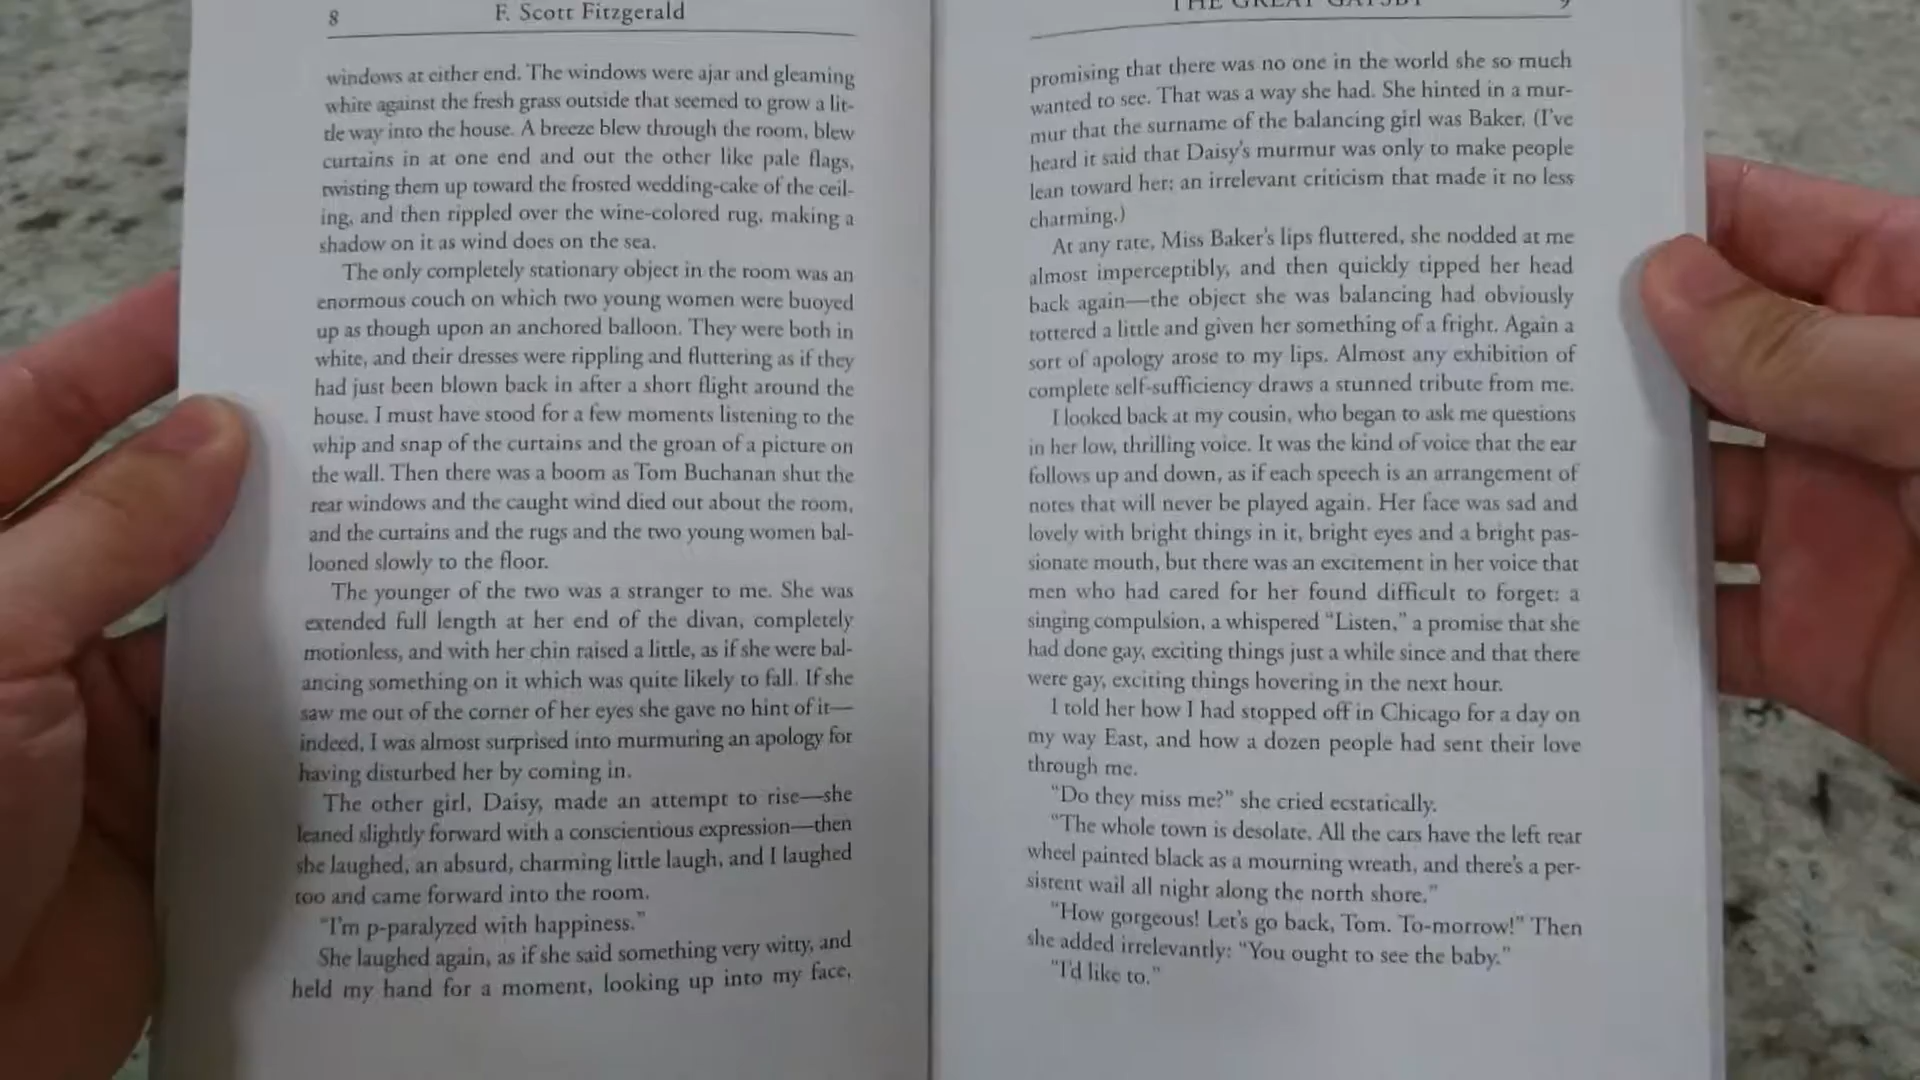 8
F. Scott Fitzgerald
windows at either end. The windows were ajar and gleaming
white against the fresh grass outside that seemed to grow a lit-
tle way into the house. A breeze blew through the room, blew
curtains in at one end and out the other like pale flags,
twisting them up toward the frosted wedding-cake of the ceil-
ing, and then rippled over the wine-colored rug, making a
shadow on it as wind does on the sea.
The only completely stationary object in the room was an
enormous couch on which two young women were buoyed
up as though upon an anchored balloon. They were both in
white, and their dresses were rippling and fluttering as if they
had just been blown back in after a short flight around the
house. I must have stood for a few moments listening to the
whip and snap of the curtains and the groan of a picture on
the wall. Then there was a boom as Tom Buchanan shut the
rear windows and the caught wind died out about the room,
and the curtains and the rugs and the two young women bal-
looned slowly to the floor.
The younger of the two was a stranger to me. She was
extended full length at her end of the divan, completely
motionless, and with her chin raised a little, as if she were bal-
ancing something on it which was quite likely to fall. If she
saw me out of the corner of her eyes she gave no hint of it—
indeed, I was almost surprised into murmuring an apology for
having disturbed her by coming in.
The other girl, Daisy, made an attempt to rise—she
leaned slightly forward with a conscientious expression—then
she laughed, an absurd, charming little laugh, and I laughed
too and came forward into the room.
"I'm p-paralyzed with happiness."
She laughed again, as if she said something very witty, and
held my hand for a moment, looking up into my face,
THE GREAT GATSBY
9
promising that there was no one in the world she so much
wanted to see. That was a way she had. She hinted in a mur-
mur that the surname of the balancing girl was Baker. (I've
heard it said that Daisy's murmur was only to make people
lean toward her; an irrelevant criticism that made it no less
charming.)
At any rate, Miss Baker's lips fluttered, she nodded at me
almost imperceptibly, and then quickly tipped her head
back again—the object she was balancing had obviously
tottered a little and given her something of a fright. Again a
sort of apology arose to my lips. Almost any exhibition of
complete self-sufficiency draws a stunned tribute from me.
I looked back at my cousin, who began to ask me questions
in her low, thrilling voice. It was the kind of voice that the ear
follows up and down, as if each speech is an arrangement of
notes that will never be played again. Her face was sad and
lovely with bright things in it, bright eyes and a bright pas-
sionate mouth, but there was an excitement in her voice that
men who had cared for her found difficult to forget: a
singing compulsion, a whispered "Listen," a promise that she
had done gay, exciting things just a while since and that there
were gay, exciting things hovering in the next hour.
I told her how I had stopped off in Chicago for a day on
my way East, and how a dozen people had sent their love
through me.
"Do they miss me?" she cried ecstatically.
"The whole town is desolate. All the cars have the left rear
wheel painted black as a mourning wreath, and there's a per-
sistent wail all night along the north shore."
"How gorgeous! Let's go back, Tom. To-morrow!" Then
she added irrelevantly: "You ought to see the baby."
"I'd like to."